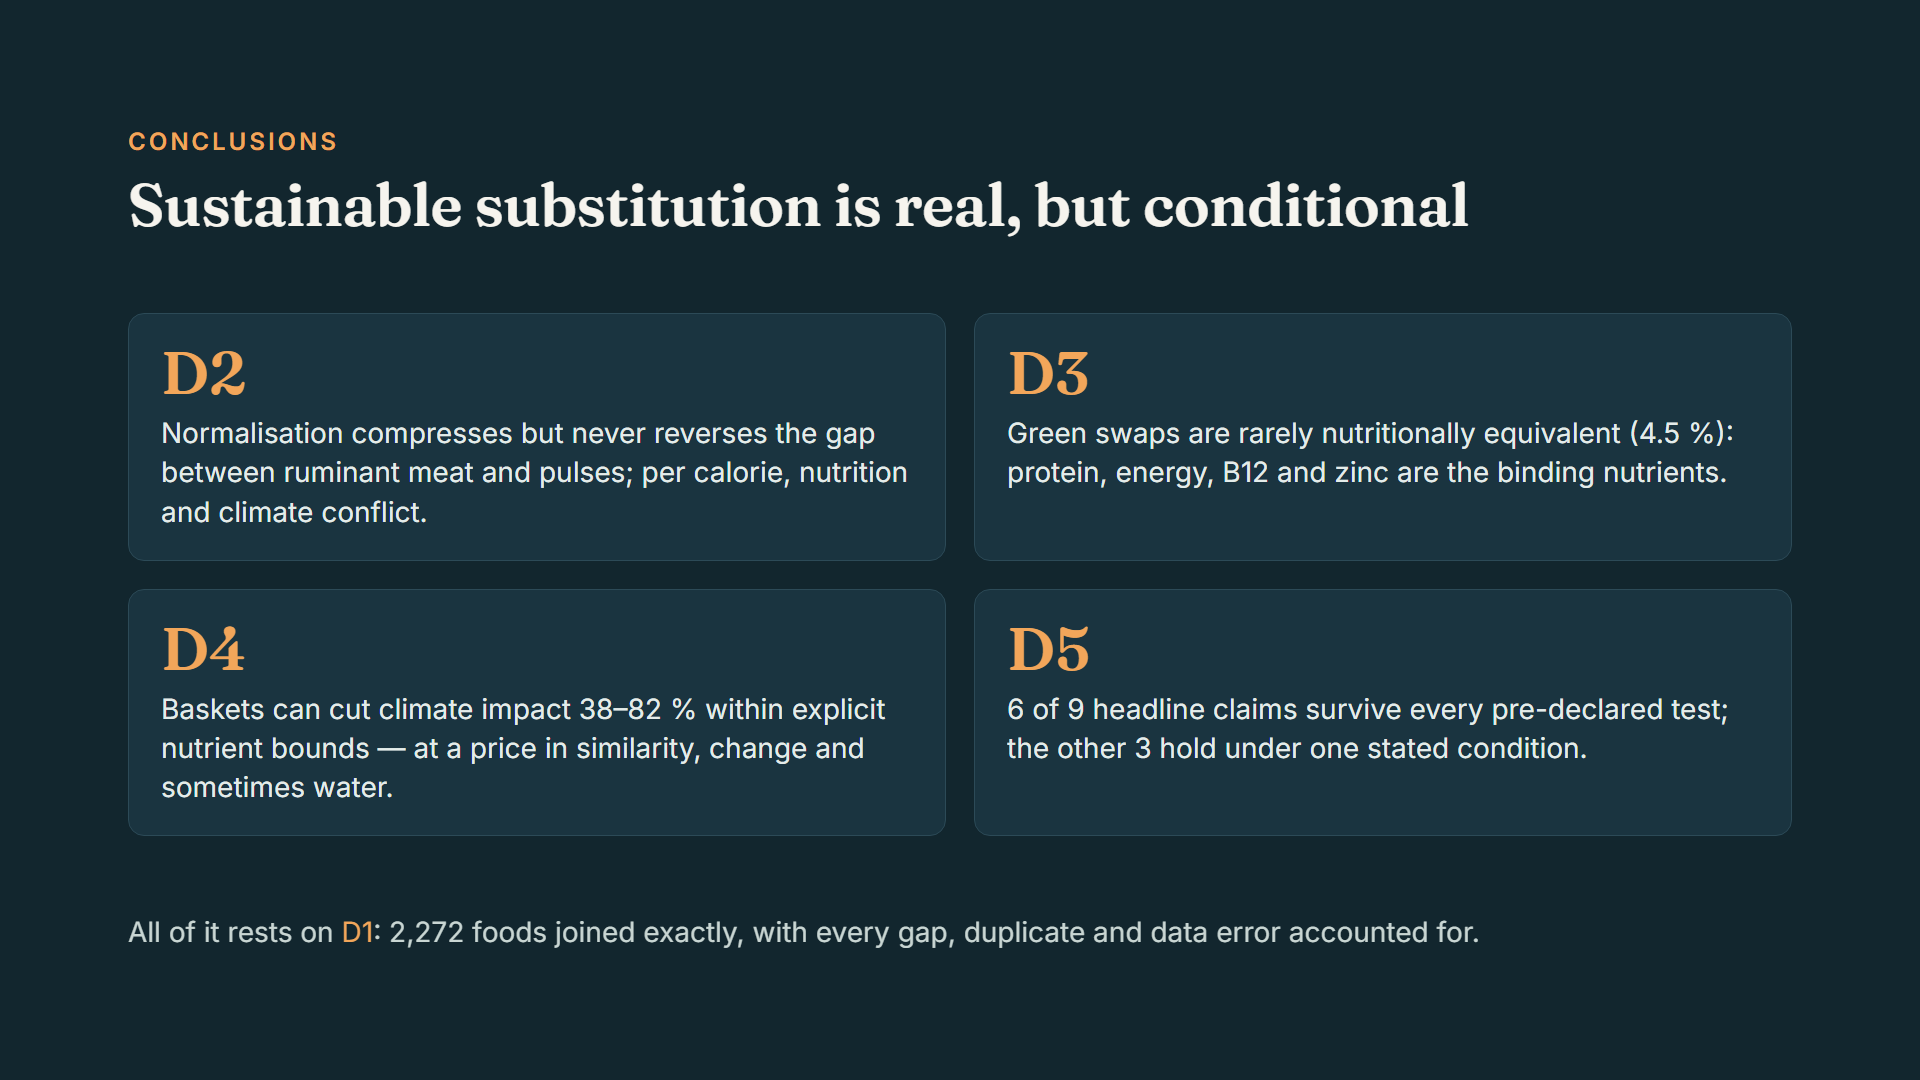 CONCLUSIONS
Sustainable substitution is real, but conditional
D2
Normalisation compresses but never reverses the gap
between ruminant meat and pulses; per calorie, nutrition
and climate conflict.
D3
Green swaps are rarely nutritionally equivalent (4.5 %):
protein, energy, B12 and zinc are the binding nutrients.
D4
Baskets can cut climate impact 38–82 % within explicit
nutrient bounds — at a price in similarity, change and
sometimes water.
D5
6 of 9 headline claims survive every pre-declared test;
the other 3 hold under one stated condition.
All of it rests on D1: 2,272 foods joined exactly, with every gap, duplicate and data error accounted for.